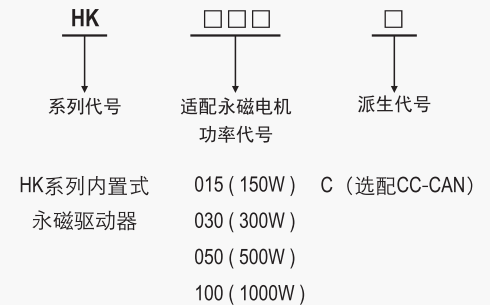 HK □□□ □
系列代号 适配永磁电机 派生代号
功率代号
HK系列内置式 015 ( 150W ) C（选配CC-CAN）
永磁驱动器 030 ( 300W )
050 ( 500W )
100 ( 1000W )